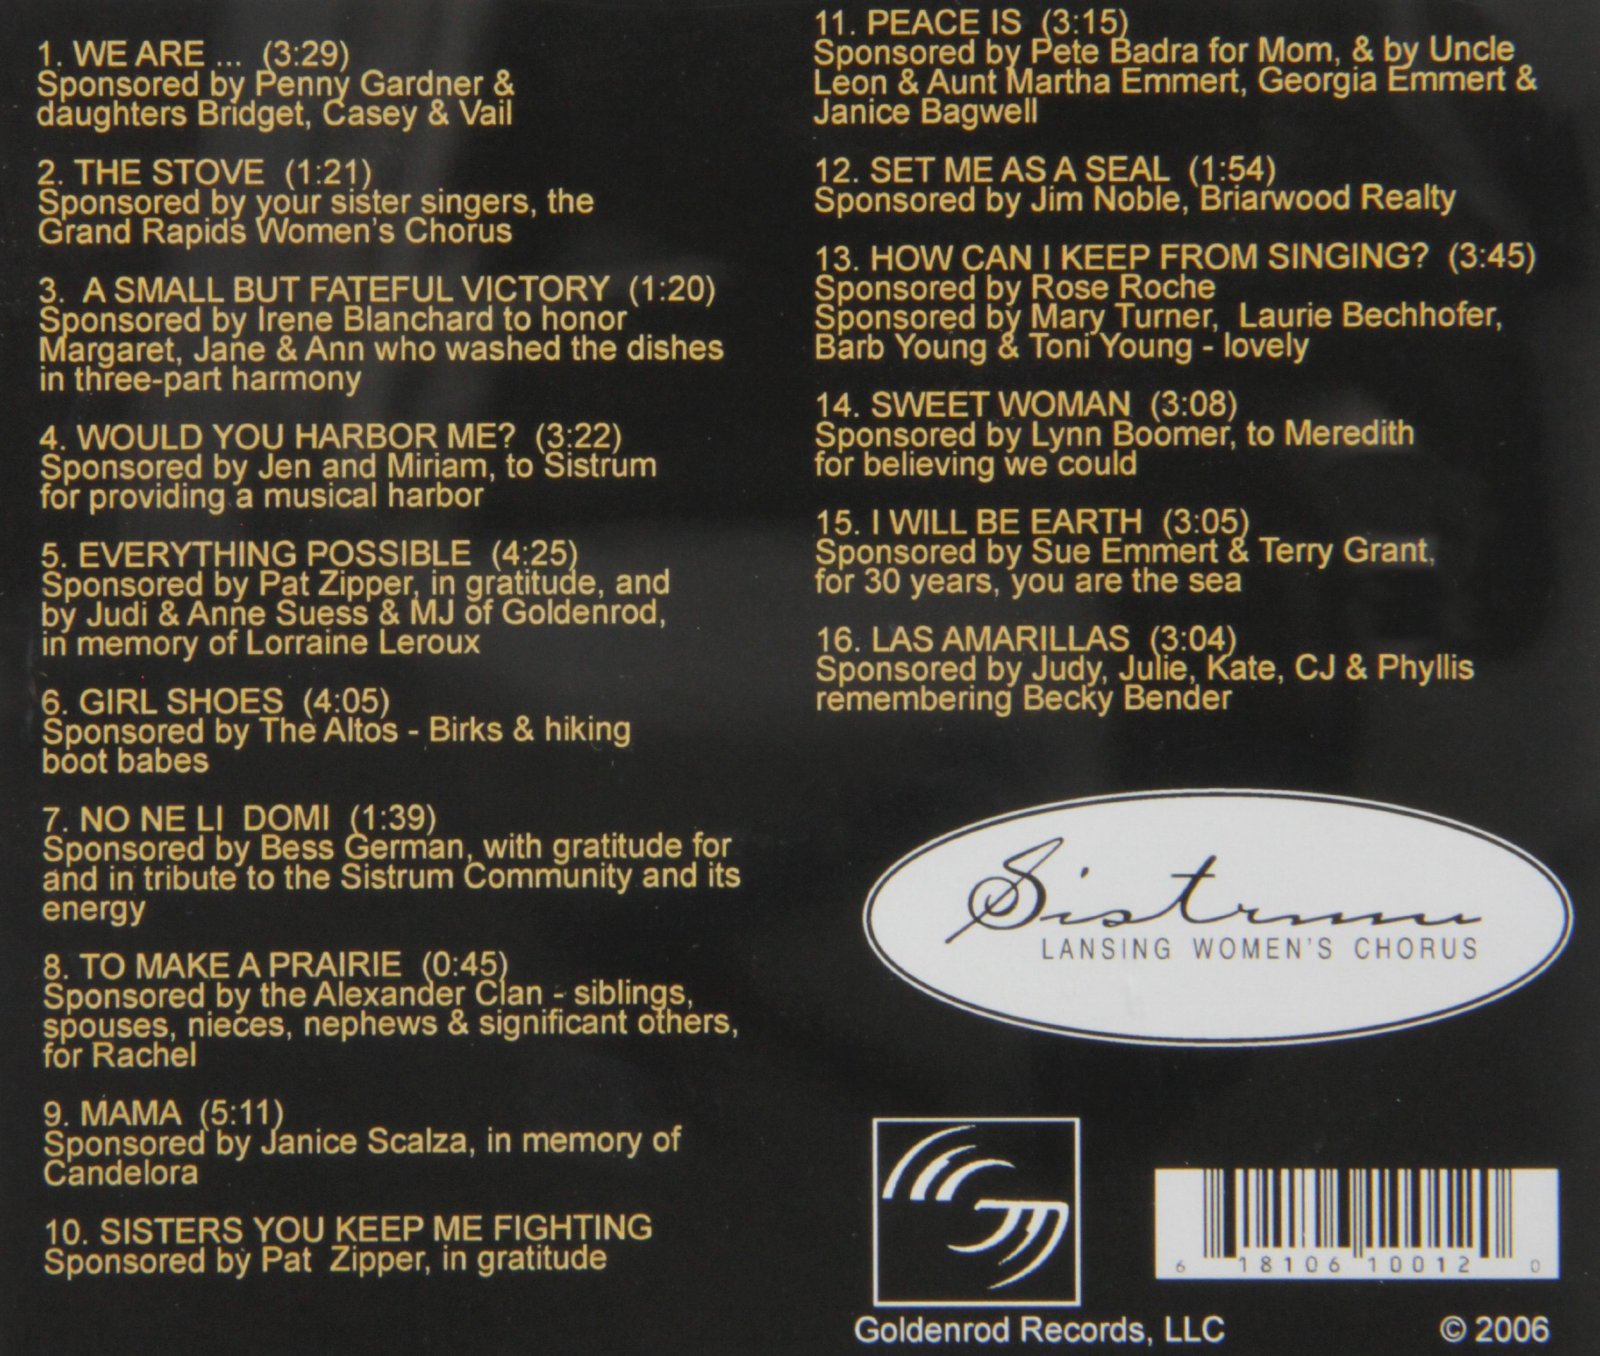 1. WE ARE ... (3:29)
Sponsored by Penny Gardner &
daughters Bridget, Casey & Vail
2. THE STOVE (1:21)
Sponsored by your sister singers, the
Grand Rapids Women's Chorus
3. A SMALL BUT FATEFUL VICTORY (1:20)
Sponsored by Irene Blanchard to honor
Margaret, Jane & Ann who washed the dishes
in three-part harmony
4. WOULD YOU HARBOR ME? (3:22)
Sponsored by Jen and Miriam, to Sistrum
for providing a musical harbor
5. EVERYTHING POSSIBLE (4:25)
Sponsored by Pat Zipper, in gratitude, and
by Judi & Anne Suess & MJ of Goldenrod,
in memory of Lorraine Leroux
6. GIRL SHOES (4:05)
Sponsored by The Altos - Birks & hiking
boot babes
7. NO NE LI DOMI (1:39)
Sponsored by Bess German, with gratitude for
and in tribute to the Sistrum Community and its
energy
8. TO MAKE A PRAIRIE (0:45)
Sponsored by the Alexander Clan - siblings,
spouses, nieces, nephews & significant others,
for Rachel
9. MAMA (5:11)
Sponsored by Janice Scalza, in memory of
Candelora
10. SISTERS YOU KEEP ME FIGHTING
Sponsored by Pat Zipper, in gratitude
11. PEACE IS (3:15)
Sponsored by Pete Badra for Mom, & by Uncle
Leon & Aunt Martha Emmert, Georgia Emmert &
Janice Bagwell
12. SET ME AS A SEAL (1:54)
Sponsored by Jim Noble, Briarwood Realty
13. HOW CAN I KEEP FROM SINGING? (3:45)
Sponsored by Rose Roche
Sponsored by Mary Turner, Laurie Bechhofer,
Barb Young & Toni Young - lovely
14. SWEET WOMAN (3:08)
Sponsored by Lynn Boomer, to Meredith
for believing we could
15. I WILL BE EARTH (3:05)
Sponsored by Sue Emmert & Terry Grant,
for 30 years, you are the sea
16. LAS AMARILLAS (3:04)
Sponsored by Judy, Julie, Kate, CJ & Phyllis
remembering Becky Bender
Sistrum
LANSING WOMEN'S CHORUS
6 18106 10012 0
Goldenrod Records, LLC
© 2006